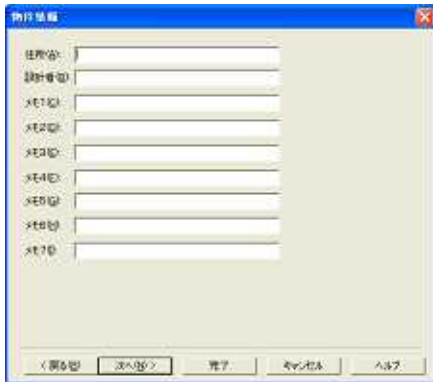 物件情報
住所(A):
設計者(B):
メモ1(C):
メモ2(D):
メモ3(E):
メモ4(F):
メモ5(G):
メモ6(H):
メモ7(I):
< 戻る(B) 次へ(N) > 完了 キャンセル ヘルプ